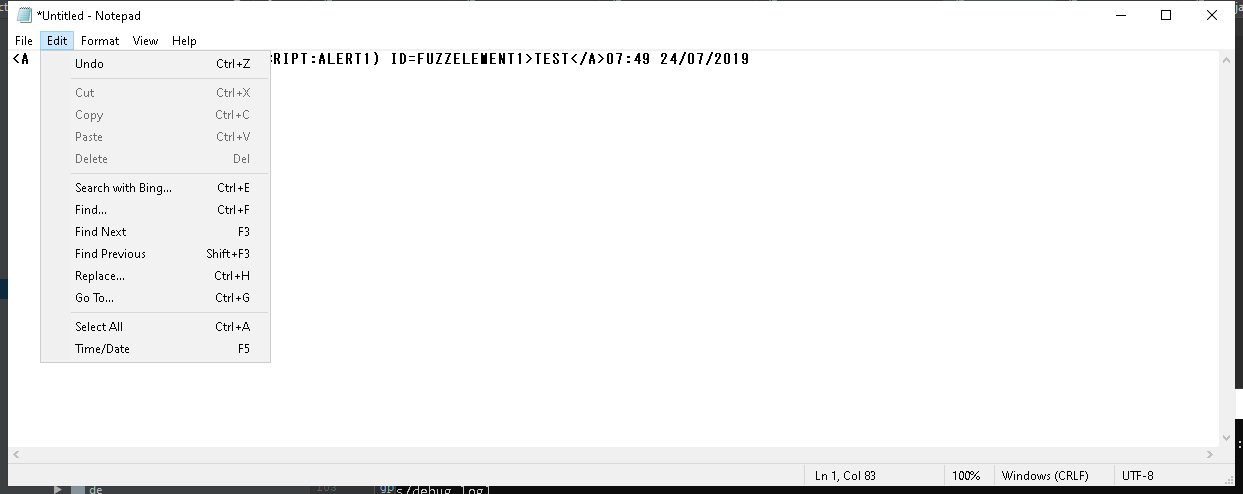 *Untitled - Notepad
File Edit Format View Help
<A RIPT:ALERT1) ID=FUZZELEMENT1>TEST</A>07:49 24/07/2019
Undo Ctrl+Z
Cut Ctrl+X
Copy Ctrl+C
Paste Ctrl+V
Delete Del
Search with Bing... Ctrl+E
Find... Ctrl+F
Find Next F3
Find Previous Shift+F3
Replace... Ctrl+H
Go To... Ctrl+G
Select All Ctrl+A
Time/Date F5
Ln 1, Col 83 100% Windows (CRLF) UTF-8
de s/debug.log]